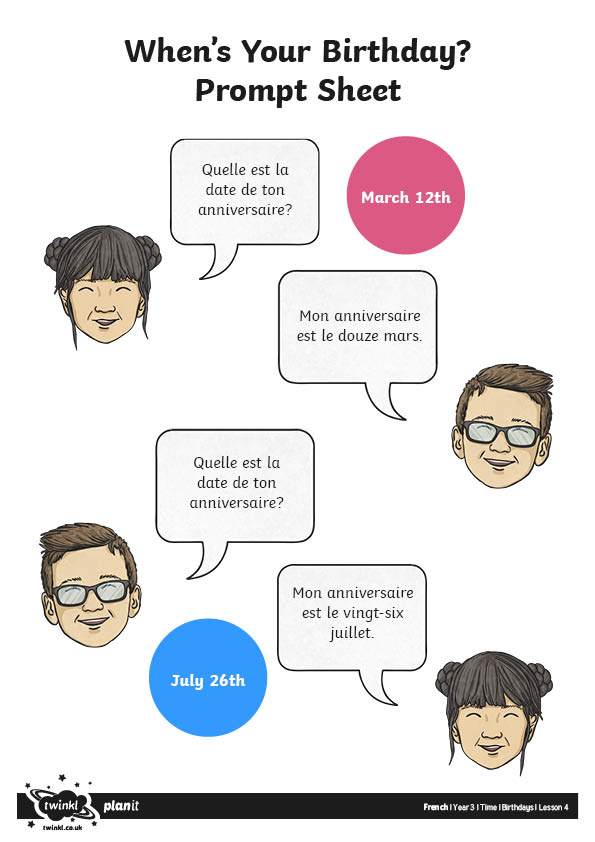 When's Your Birthday?
Prompt Sheet
Quelle est la
date de ton
anniversaire?
March 12th
Mon anniversaire
est le douze mars.
Quelle est la
date de ton
anniversaire?
Mon anniversaire
est le vingt-six
juillet.
July 26th
twinkl planit
twinkl.co.uk
French | Year 3 | Time | Birthdays | Lesson 4